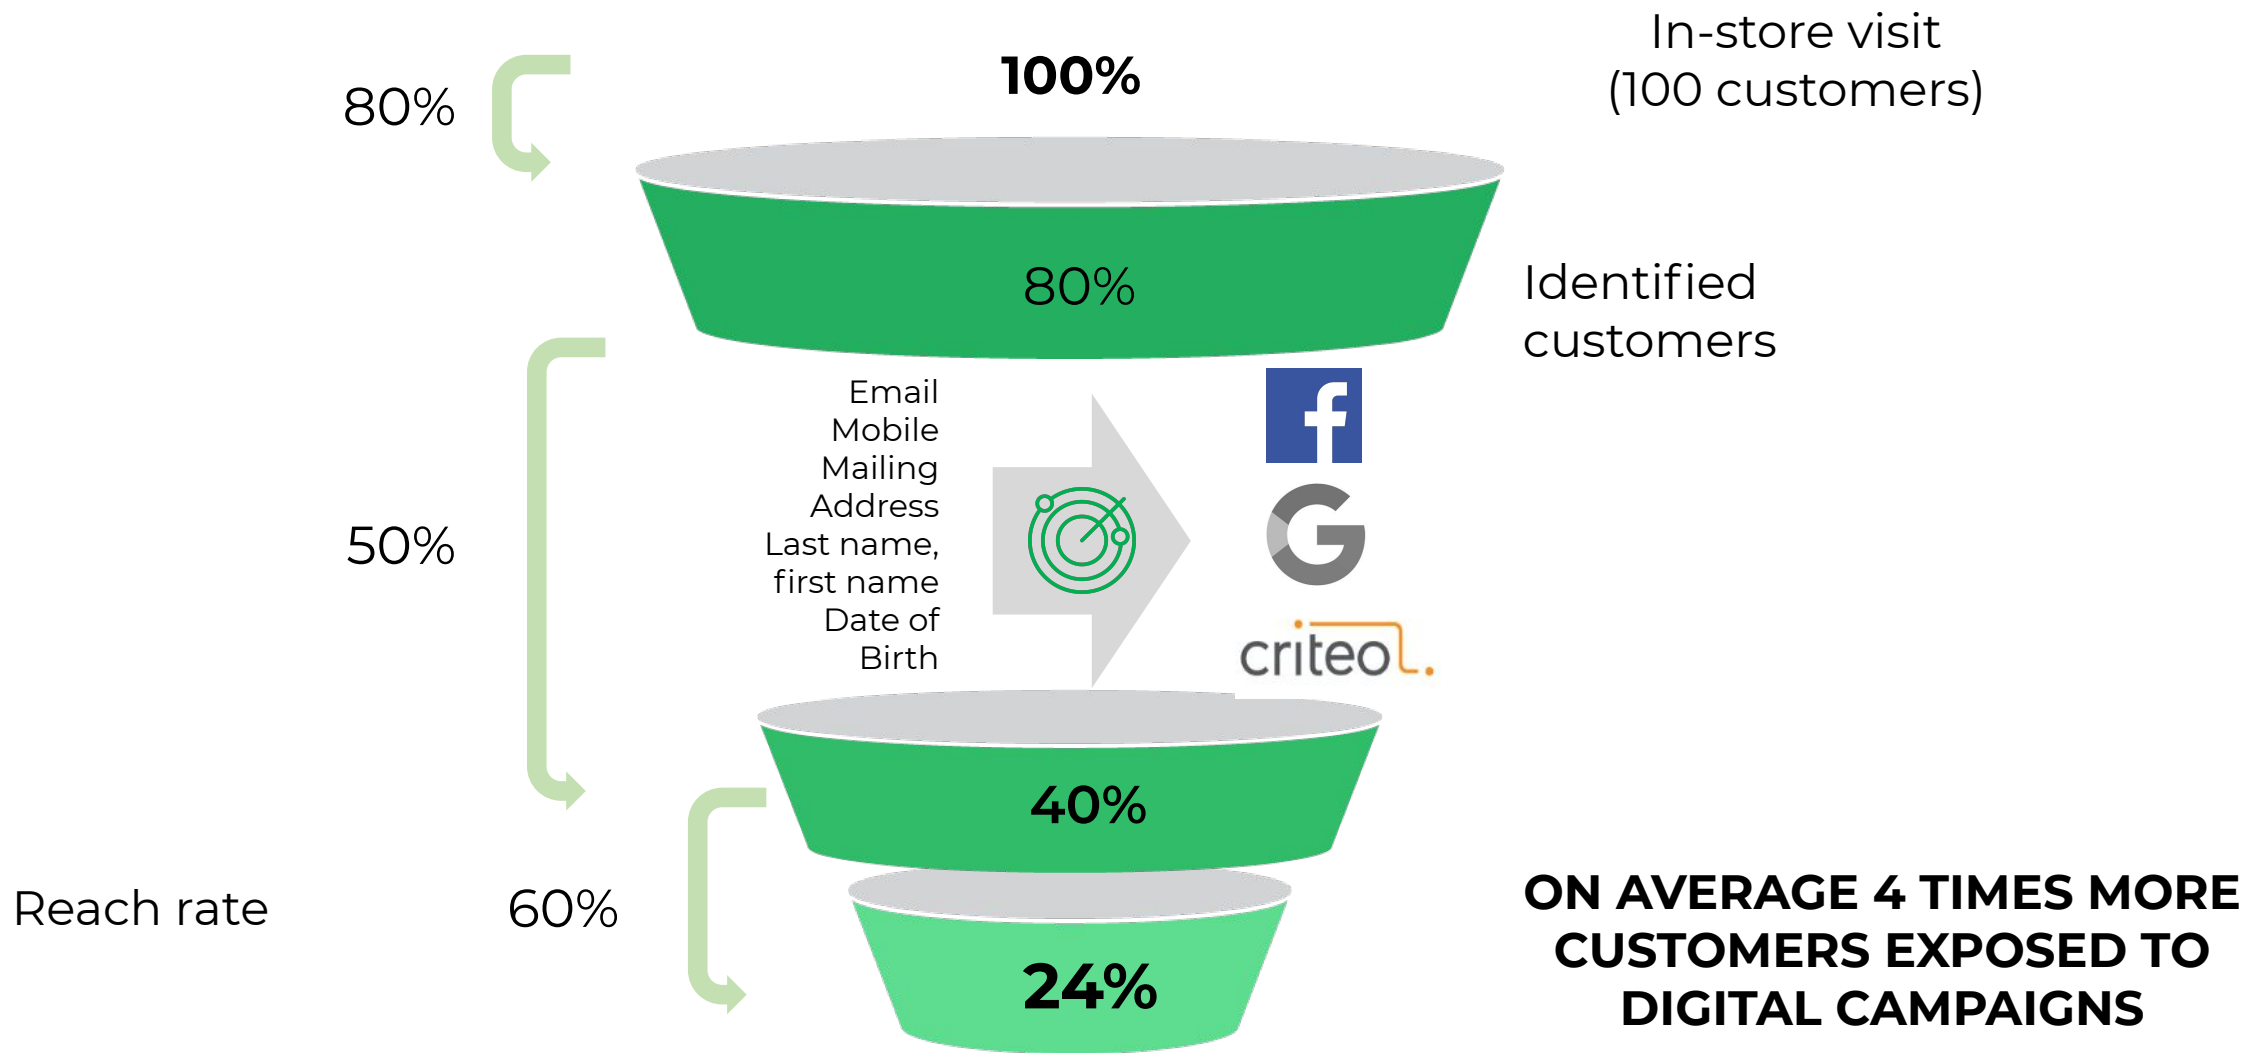 In-store visit
(100 customers)
100%
80%
80%
Identified
customers
Email
Mobile
Mailing
Address
Last name,
first name
Date of
Birth
f
G
criteo
50%
40%
Reach rate
60%
24%
ON AVERAGE 4 TIMES MORE
CUSTOMERS EXPOSED TO
DIGITAL CAMPAIGNS